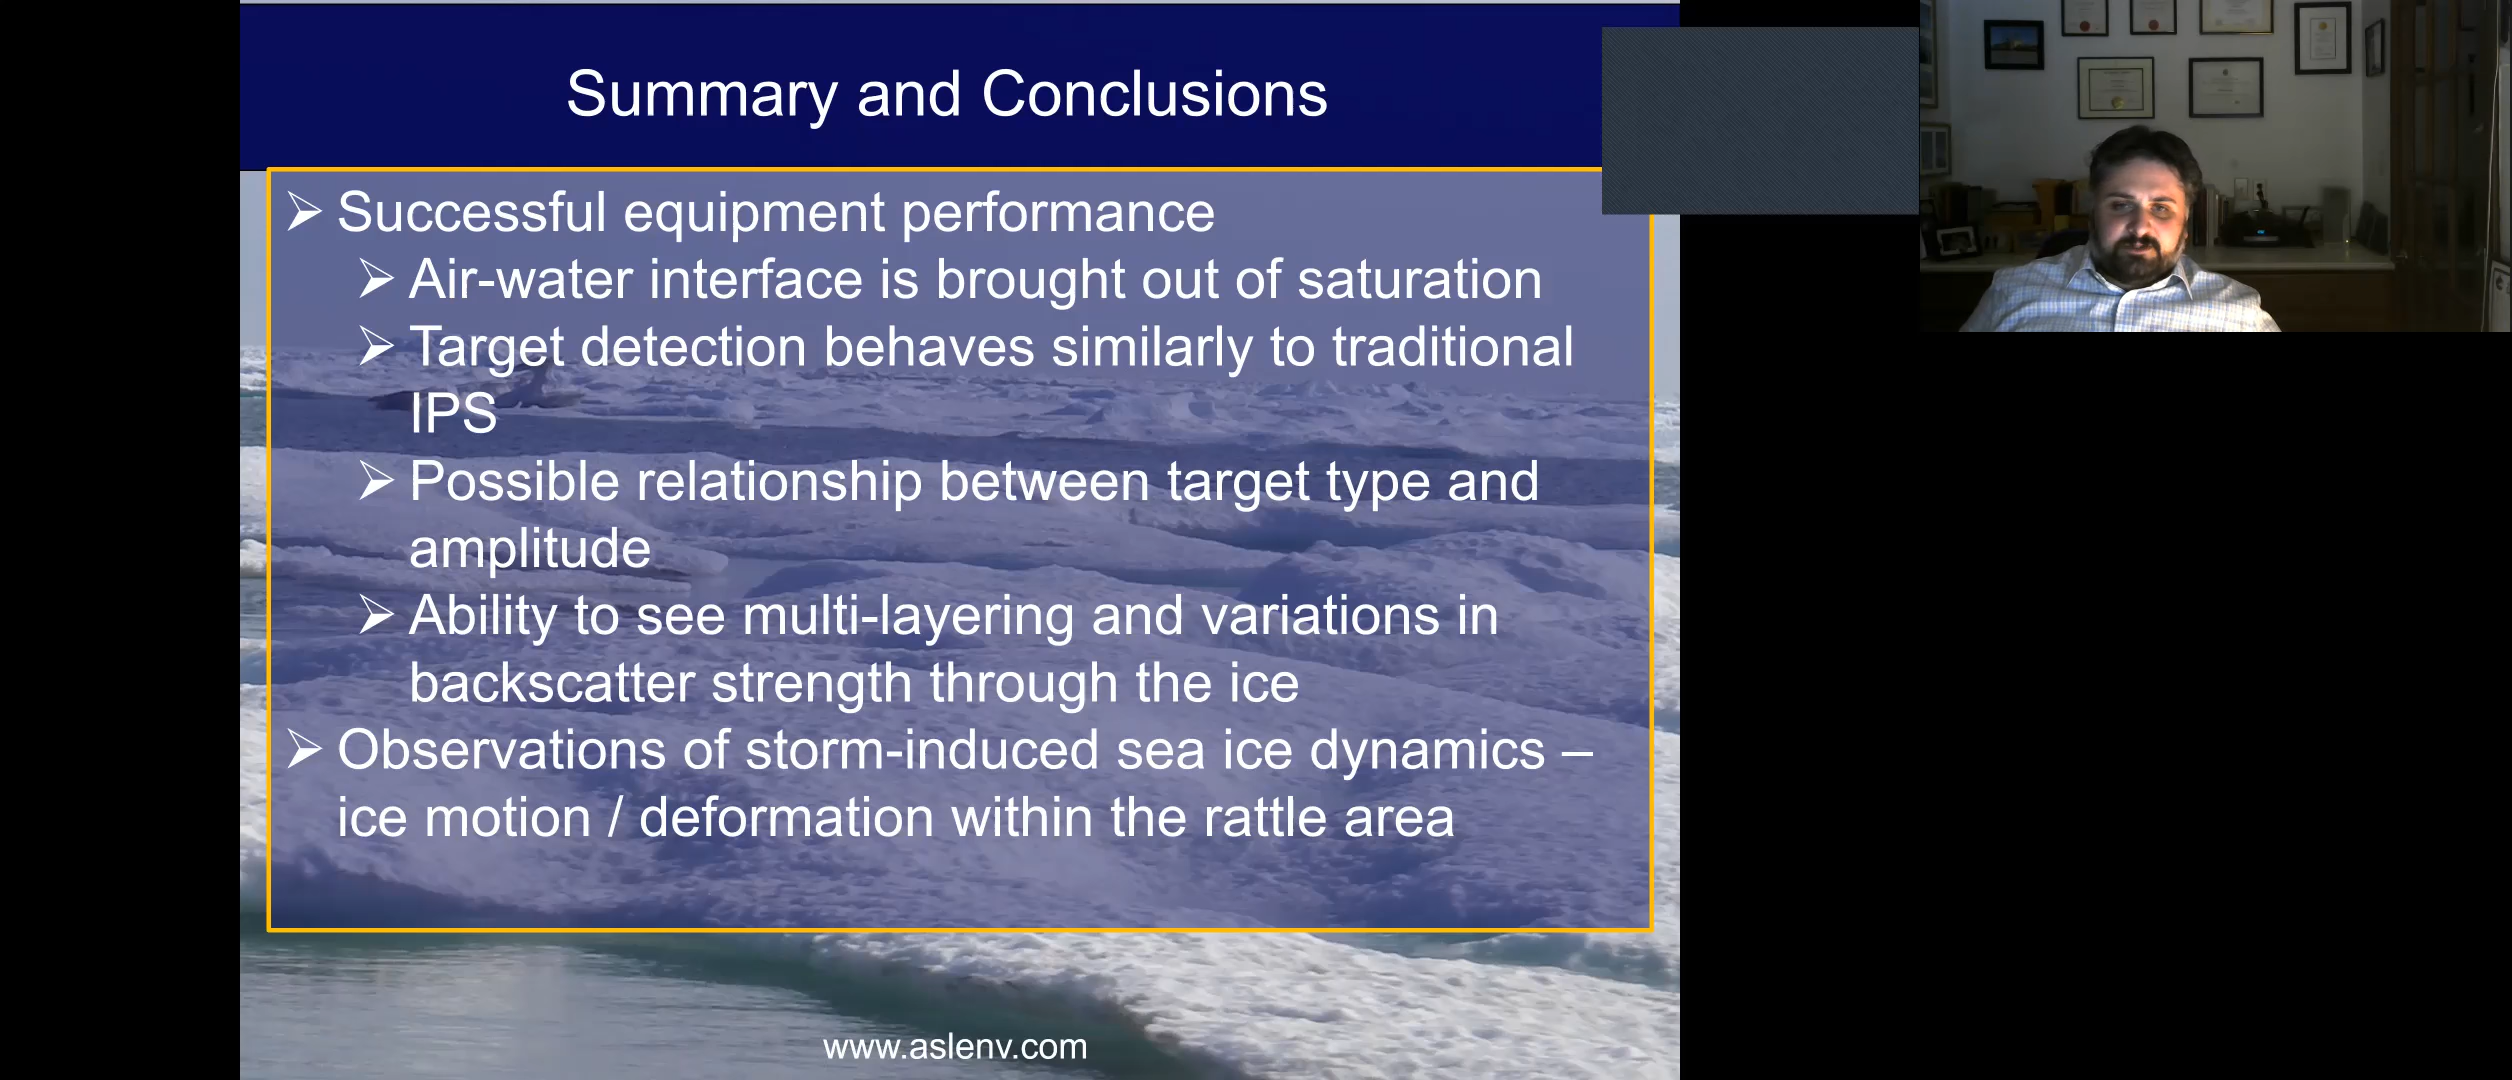 Summary and Conclusions
➢ Successful equipment performance
➢ Air-water interface is brought out of saturation
➢ Target detection behaves similarly to traditional
IPS
➢ Possible relationship between target type and
amplitude
➢ Ability to see multi-layering and variations in
backscatter strength through the ice
➢ Observations of storm-induced sea ice dynamics –
ice motion / deformation within the rattle area
www.aslenv.com